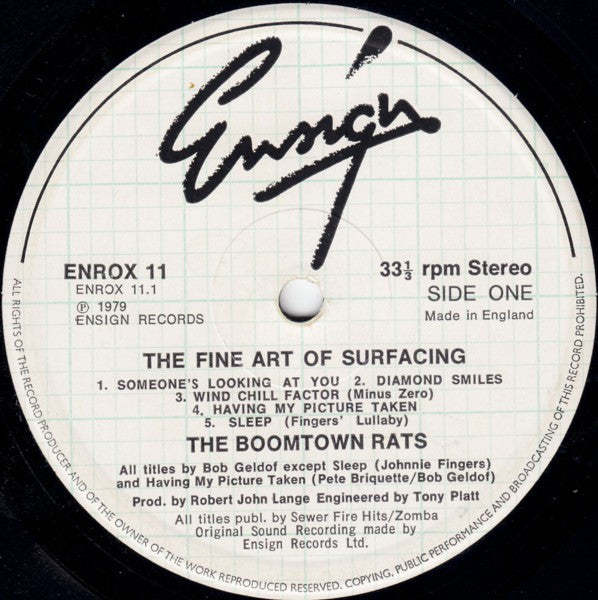 Ensign
ENROX 11
ENROX 11.1
℗ 1979
ENSIGN RECORDS
33⅓ rpm Stereo
SIDE ONE
Made in England
THE FINE ART OF SURFACING
1. SOMEONE'S LOOKING AT YOU 2. DIAMOND SMILES
3. WIND CHILL FACTOR (Minus Zero)
4. HAVING MY PICTURE TAKEN
5. SLEEP (Fingers' Lullaby)
THE BOOMTOWN RATS
All titles by Bob Geldof except Sleep (Johnnie Fingers)
and Having My Picture Taken (Pete Briquette/Bob Geldof)
Prod. by Robert John Lange Engineered by Tony Platt
All titles publ. by Sewer Fire Hits/Zomba
Original Sound Recording made by
Ensign Records Ltd.
ALL RIGHTS OF THE RECORD PRODUCER AND OF THE OWNER OF THE WORK REPRODUCED RESERVED. COPYING, PUBLIC PERFORMANCE AND BROADCASTING OF THIS RECORD PROHIBITED.